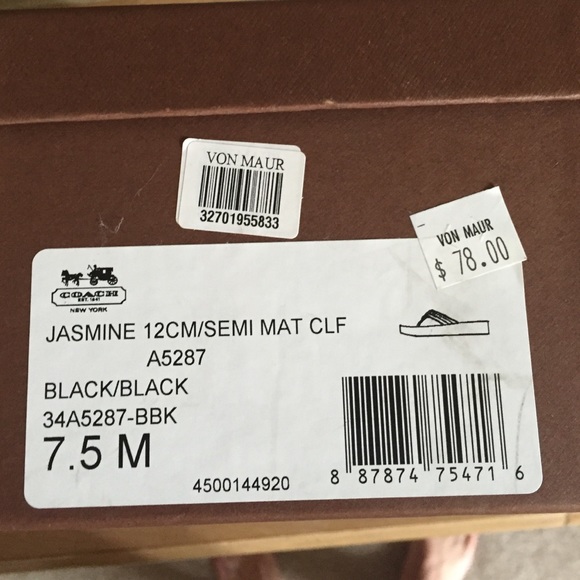 VON MAUR
32701955833
VON MAUR
$ 78.00
COACH
EST. 1941
NEW YORK
JASMINE 12CM/SEMI MAT CLF
A5287
BLACK/BLACK
34A5287-BBK
7.5 M
4500144920
8 87874 75471 6